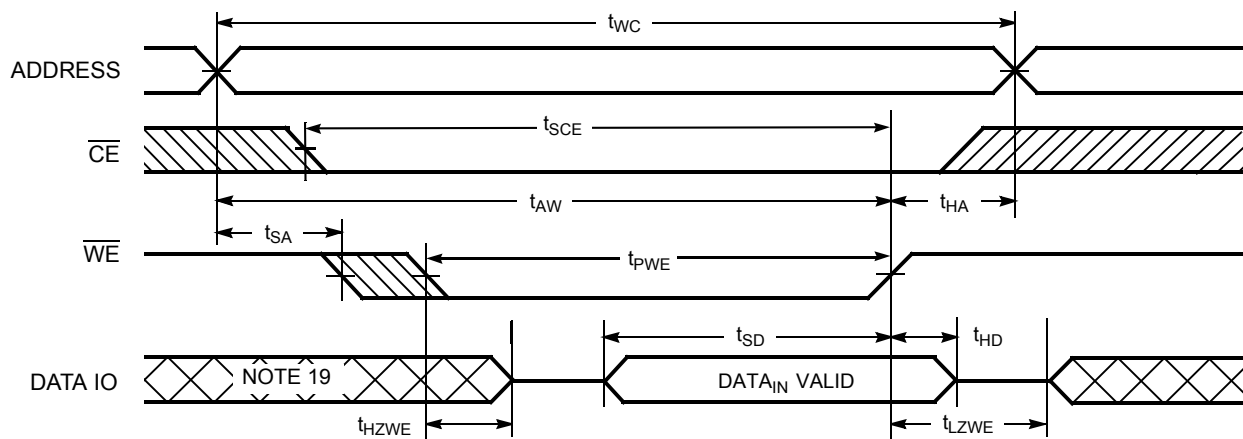 tWC
ADDRESS
tSCE
CE
tAW
tHA
tSA
WE
tPWE
tSD
tHD
DATA IO
NOTE 19
DATAIN VALID
tHZWE
tLZWE